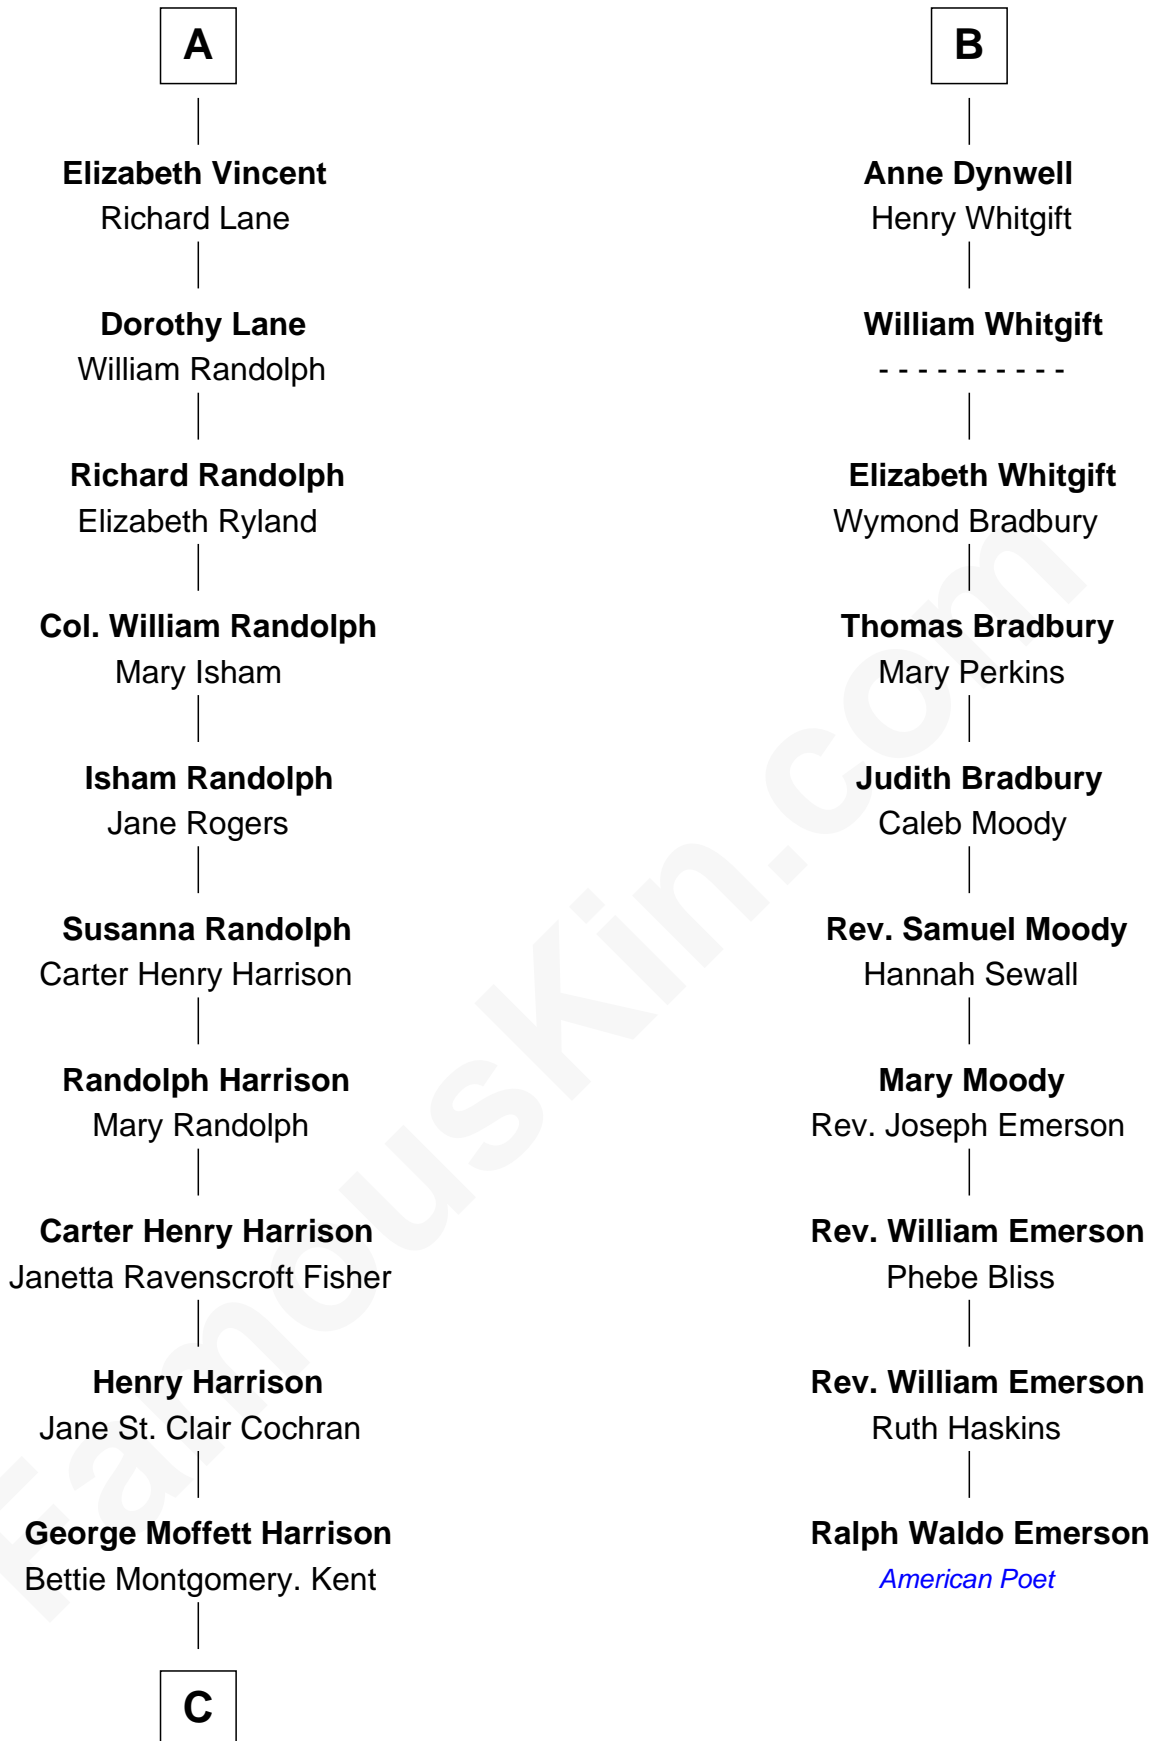 A
Elizabeth Vincent
Richard Lane
Dorothy Lane
William Randolph
Richard Randolph
Elizabeth Ryland
Col. William Randolph
Mary Isham
Isham Randolph
Jane Rogers
Susanna Randolph
Carter Henry Harrison
Randolph Harrison
Mary Randolph
Carter Henry Harrison
Janetta Ravenscroft Fisher
Henry Harrison
Jane St. Clair Cochran
George Moffett Harrison
Bettie Montgomery. Kent
C
B
Anne Dynwell
Henry Whitgift
William Whitgift
- - - - - - - - - -
Elizabeth Whitgift
Wymond Bradbury
Thomas Bradbury
Mary Perkins
Judith Bradbury
Caleb Moody
Rev. Samuel Moody
Hannah Sewall
Mary Moody
Rev. Joseph Emerson
Rev. William Emerson
Phebe Bliss
Rev. William Emerson
Ruth Haskins
Ralph Waldo Emerson
American Poet
FamousKin.com